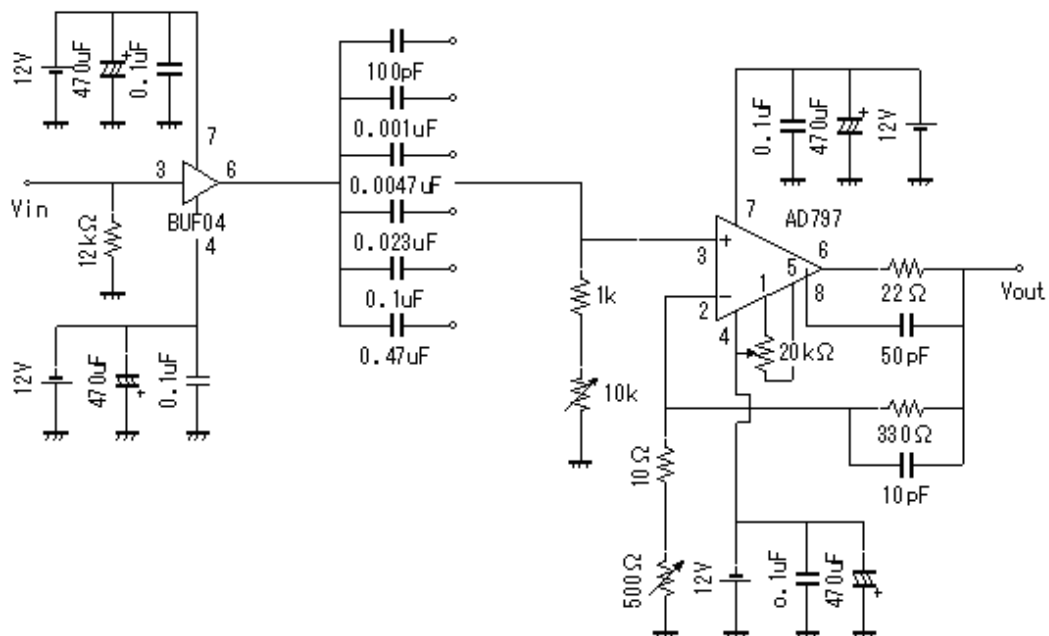 12V
470uF
+
0.1uF
7
3
6
Vin
BUF04
4
12kΩ
12V
470uF
+
0.1uF
100pF
0.001uF
0.0047uF
0.023uF
0.1uF
0.47uF
1k
10k
0.1uF
470uF
+
12V
7
AD797
+
3
−
2
4
1
5
6
8
20kΩ
22Ω
50pF
Vout
330Ω
10pF
10Ω
500Ω
12V
o.1uF
470uF
+